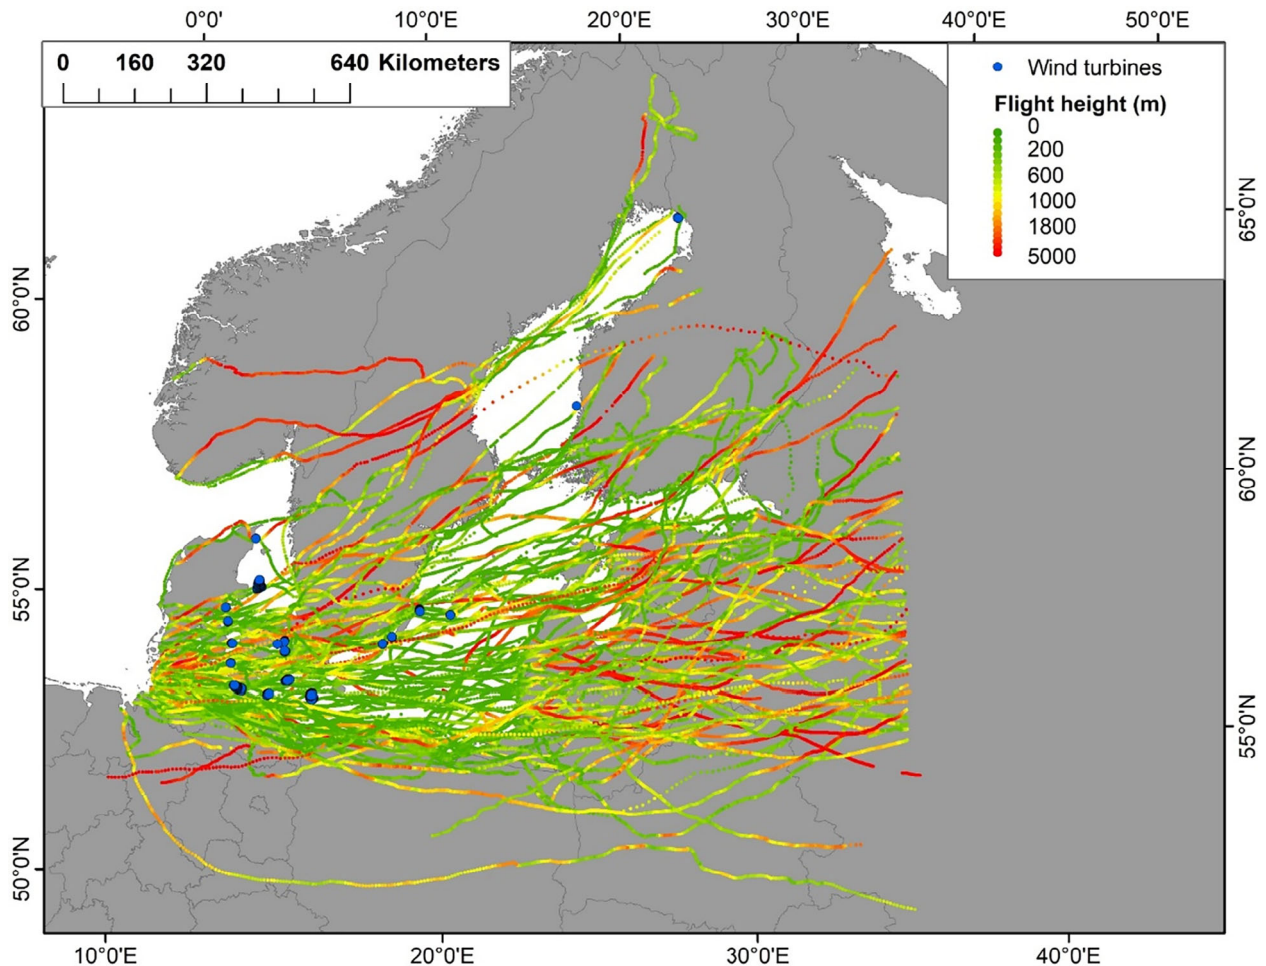 0°0' 10°0'E 20°0'E 30°0'E 40°0'E 50°0'E
0 160 320 640 Kilometers
Wind turbines
Flight height (m)
0
200
600
1000
1800
5000
65°0'N
60°0'N
60°0'N
55°0'N
55°0'N
50°0'N
10°0'E 20°0'E 30°0'E 40°0'E